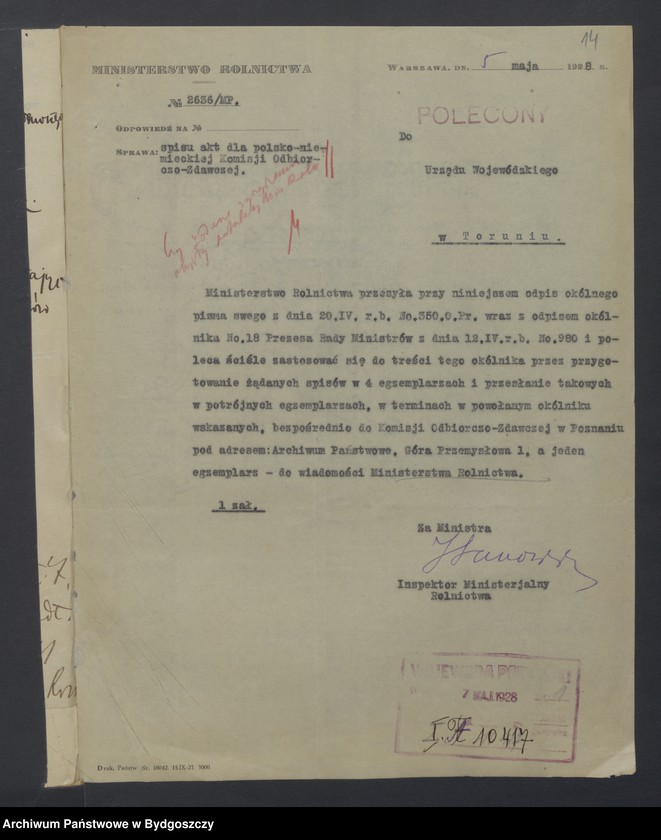 14
MINISTERSTWO ROLNICTWA
WARSZAWA, DN. 5 maja 1928 R.
№ 2636/MP.
POLECONY
ODPOWIEDŹ NA №
Do
SPRAWA: spisu akt dla polsko-nie-
mieckiej Komisji Odbior-
czo-Zdawczej.
Urzędu Wojewódzkiego
w Toruniu.
Ministerstwo Rolnictwa przesyła przy niniejszem odpis okólnego
pisma swego z dnia 20.IV. r.b. No.350.O.Pr. wraz z odpisem okól-
nika No.18 Prezesa Rady Ministrów z dnia 12.IV.r.b. No.980 i po-
leca ściśle zastosować się do treści tego okólnika przez przygo-
towanie żądanych spisów w 4 egzemplarzach i przesłanie takowych
w potrójnych egzemplarzach, w terminach w powołanym okólniku
wskazanych, bezpośrednio do Komisji Odbiorczo-Zdawczej w Poznaniu
pod adresem:Archiwum Państwowe, Góra Przemysłowa 1, a jeden
egzemplarz - do wiadomości Ministerstwa Rolnictwa.
1 zał.
Za Ministra
Inspektor Ministerjalny
Rolnictwa
7 MAJ.1928
10417
Druk. Państw
Archiwum Państwowe w Bydgoszczy